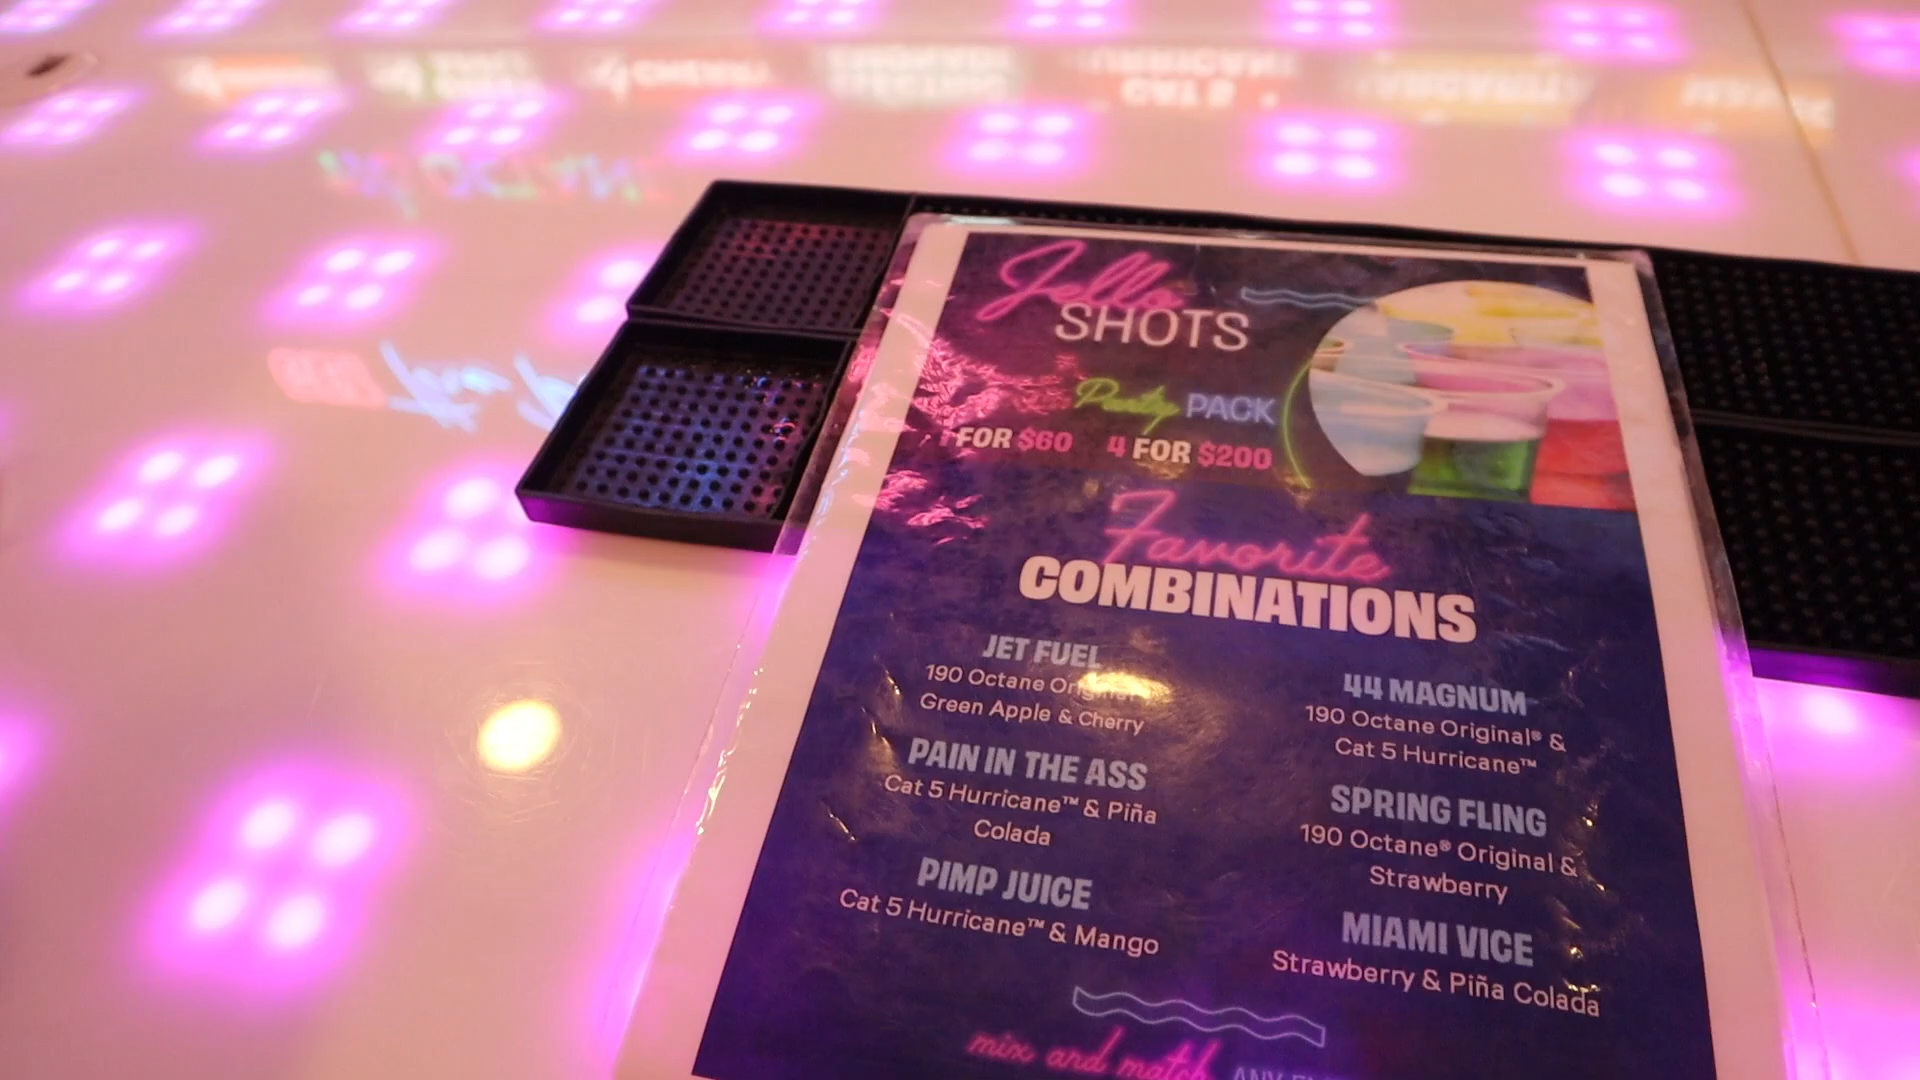 Jello
SHOTS
Party PACK
FOR $60 4 FOR $200
Favorite
COMBINATIONS
JET FUEL
190 Octane
Green Apple & Cherry
PAIN IN THE ASS
Cat 5 Hurricane™ & Piña
Colada
PIMP JUICE
Cat 5 Hurricane™ & Mango
44 MAGNUM
190 Octane Original® &
Cat 5 Hurricane™
SPRING FLING
190 Octane® Original &
Strawberry
MIAMI VICE
Strawberry & Piña Colada
mix and match ANY